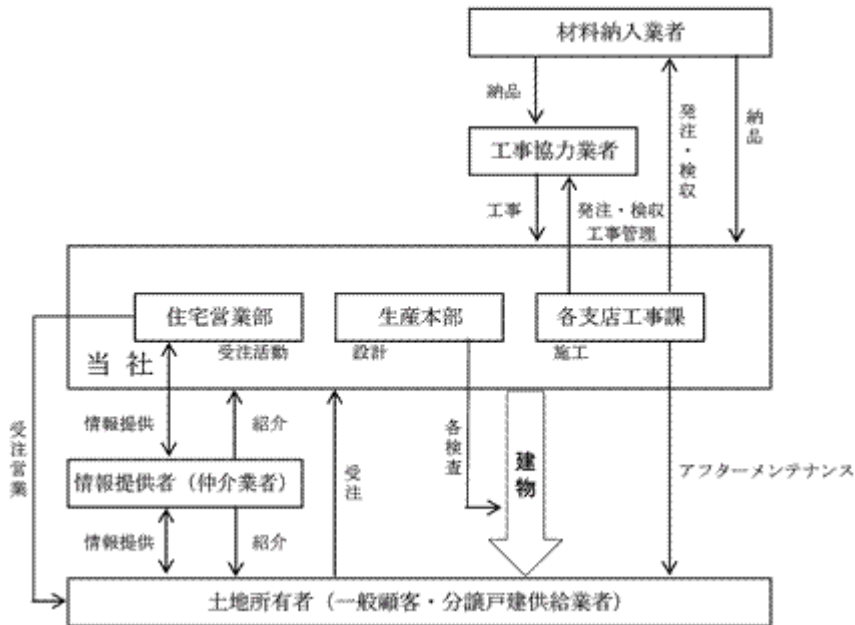 材料納入業者
納品
発注・検収
納品
工事協力業者
工事
発注・検収
工事管理
住宅営業部
生産本部
各支店工事課
受注活動
設計
施工
当 社
受注営業
情報提供
紹介
受注
各検査
建物
アフターメンテナンス
情報提供者(仲介業者)
情報提供
紹介
土地所有者(一般顧客・分譲戸建供給業者)